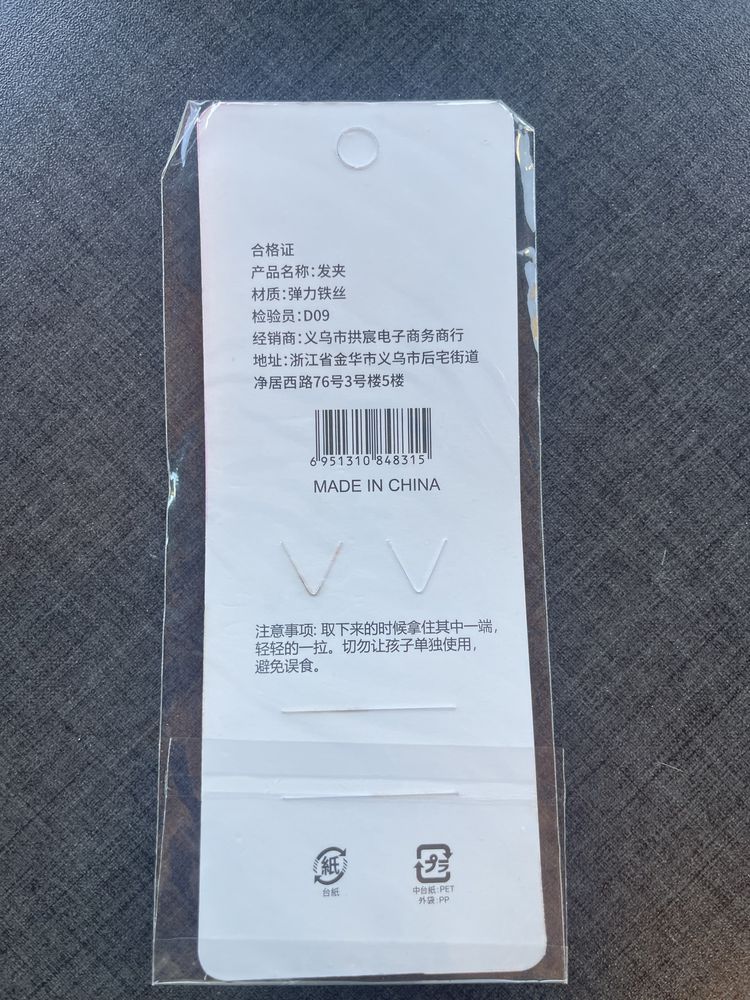 合格证
产品名称:发夹
材质:弹力铁丝
检验员:D09
经销商:义乌市拱宸电子商务商行
地址:浙江省金华市义乌市后宅街道
净居西路76号3号楼5楼
6 951310 848315
MADE IN CHINA
注意事项: 取下来的时候拿住其中一端,
轻轻的一拉。切勿让孩子单独使用,
避免误食。
紙
プラ
台紙
中台紙:PET
外袋:PP